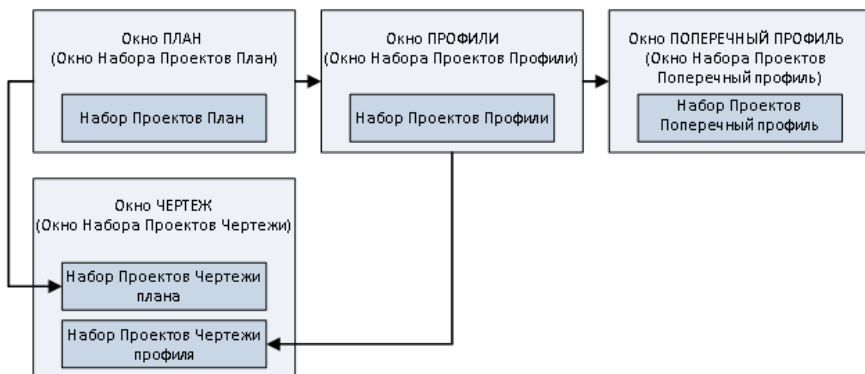 Окно ПЛАН
(Окно Набора Проектов План)
Набор Проектов План
Окно ПРОФИЛИ
(Окно Набора Проектов Профили)
Набор Проектов Профили
Окно ПОПЕРЕЧНЫЙ ПРОФИЛЬ
(Окно Набора Проектов
Поперечный профиль)
Набор Проектов
Поперечный профиль
Окно ЧЕРТЕЖ
(Окно Набора Проектов Чертежи)
Набор Проектов Чертежи
плана
Набор Проектов Чертежи
профиля